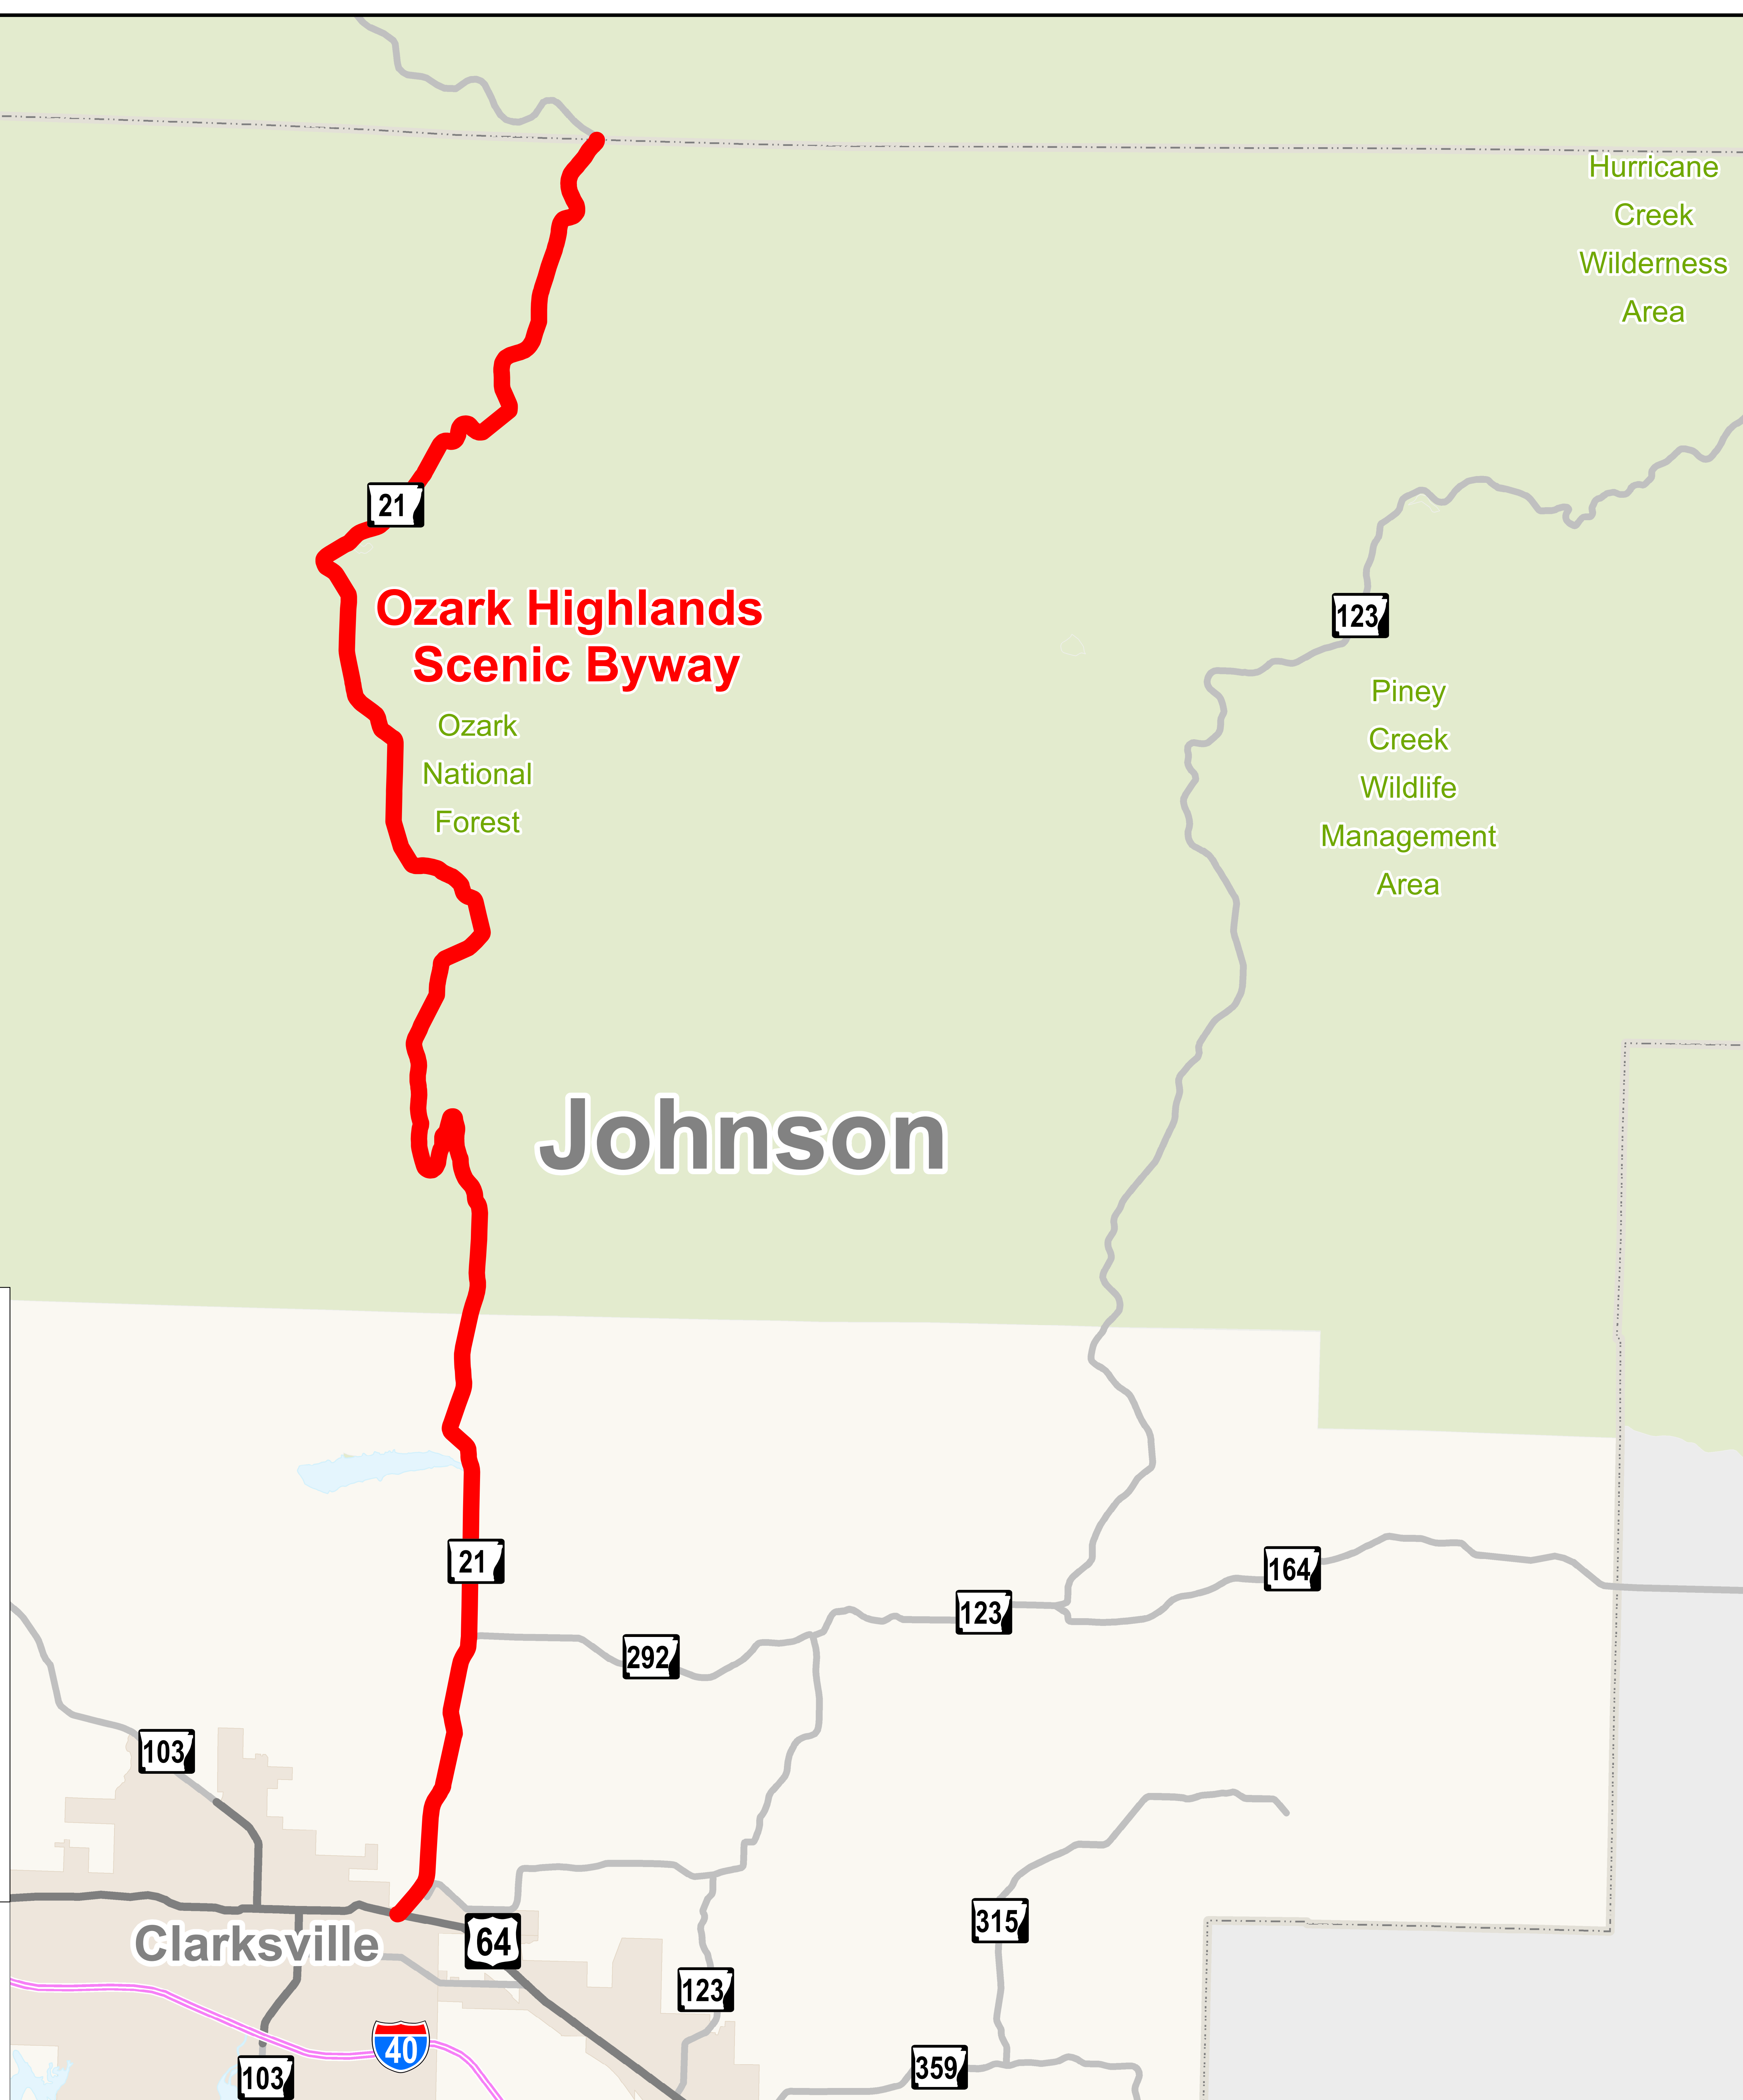 Hurricane
Creek
Wilderness
Area
21
Ozark Highlands
Scenic Byway
123
Piney
Creek
Wildlife
Management
Area
Ozark
National
Forest
Johnson
21
164
123
292
103
315
Clarksville
64
123
40
359
103